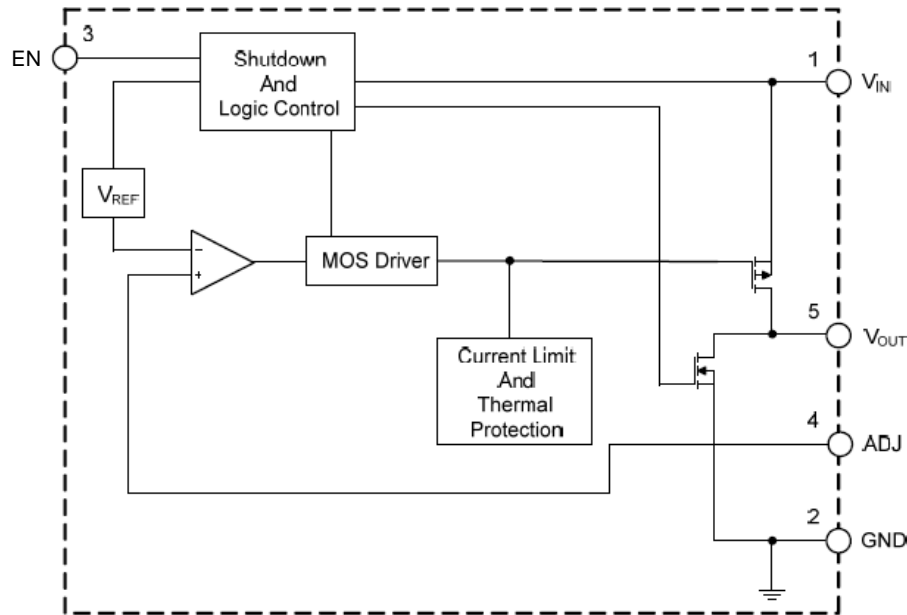 EN
3
Shutdown
And
Logic Control
1
VIN
VREF
−
+
MOS Driver
5
VOUT
Current Limit
And
Thermal
Protection
4
ADJ
2
GND